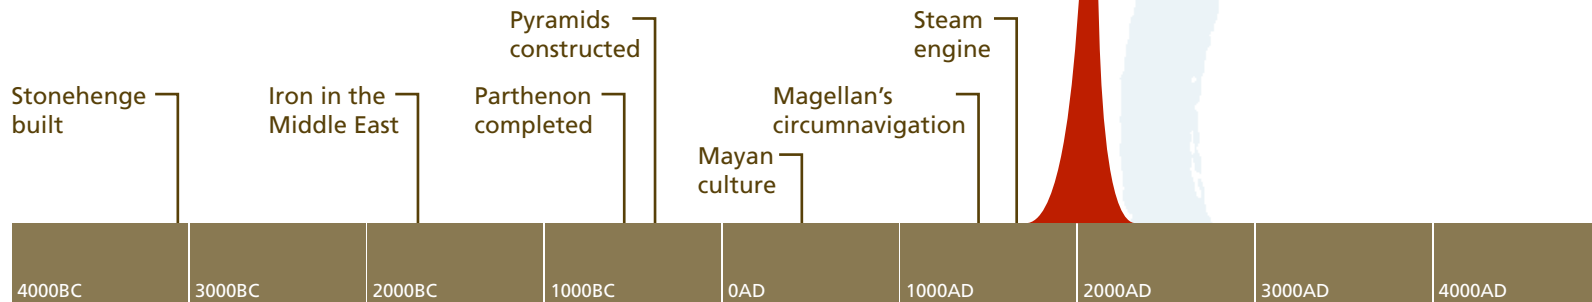 Pyramids
constructed
Steam
engine
Stonehenge
built
Iron in the
Middle East
Parthenon
completed
Magellan's
circumnavigation
Mayan
culture
4000BC
3000BC
2000BC
1000BC
0AD
1000AD
2000AD
3000AD
4000AD